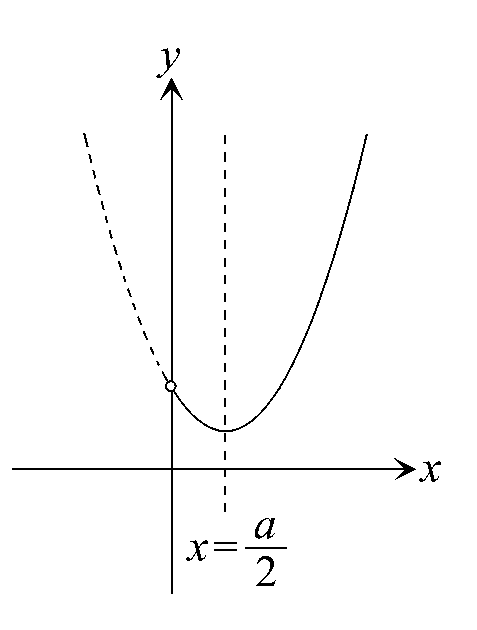 y
x
x = a/2